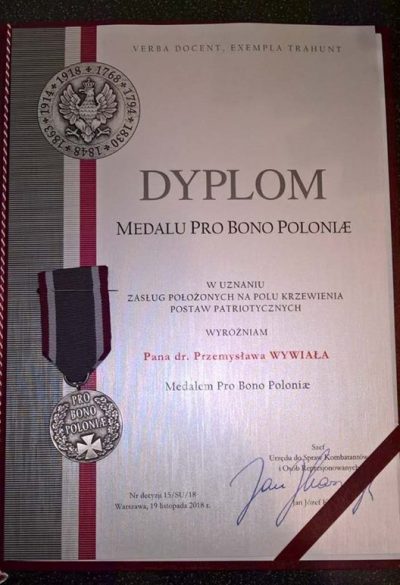 VERBA DOCENT, EXEMPLA TRAHUNT
1863 * 1914 * 1918 * 1768 * 1794 * 1830 * 1848
DYPLOM
MEDALU PRO BONO POLONIÆ
W UZNANIU
ZASŁUG POŁOŻONYCH NA POLU KRZEWIENIA
POSTAW PATRIOTYCZNYCH
WYRÓŻNIAM
Pana dr. Przemysława WYWIAŁA
Medalem Pro Bono Poloniæ
PRO
BONO
POLONIÆ
Szef
Urzędu do Spraw Kombatantów
i Osób Represjonowanych
Nr decyzji 15/SU/18
Warszawa, 19 listopada 2018 r.
Jan Józef